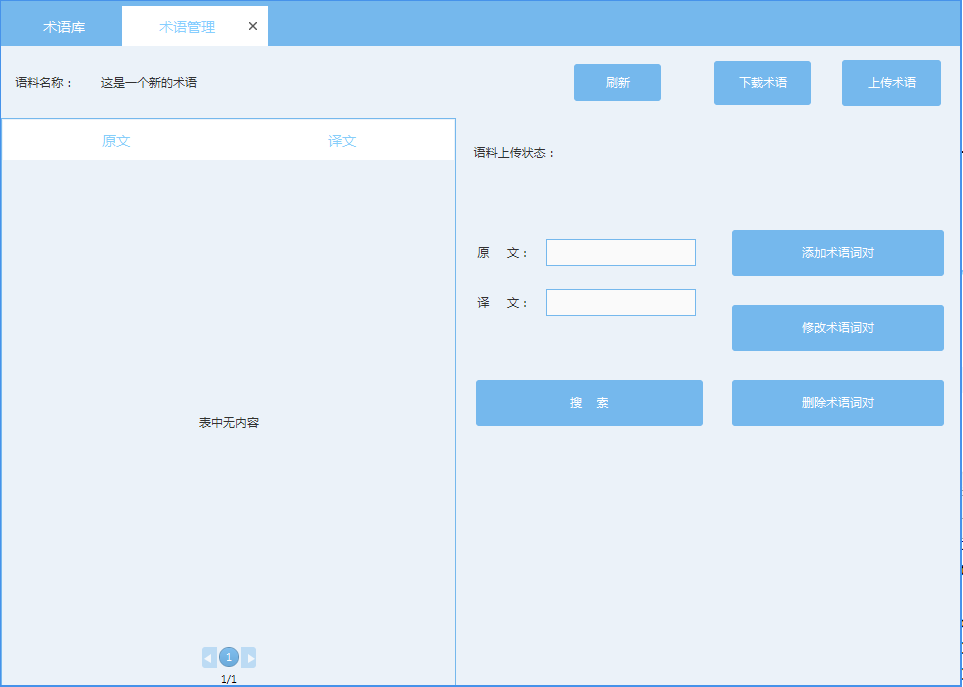 术语库 术语管理 ×
语料名称： 这是一个新的术语 刷新 下载术语 上传术语
原文 译文
语料上传状态：
原 文： 添加术语词对
译 文：
修改术语词对
搜 索 删除术语词对
表中无内容
1
1/1